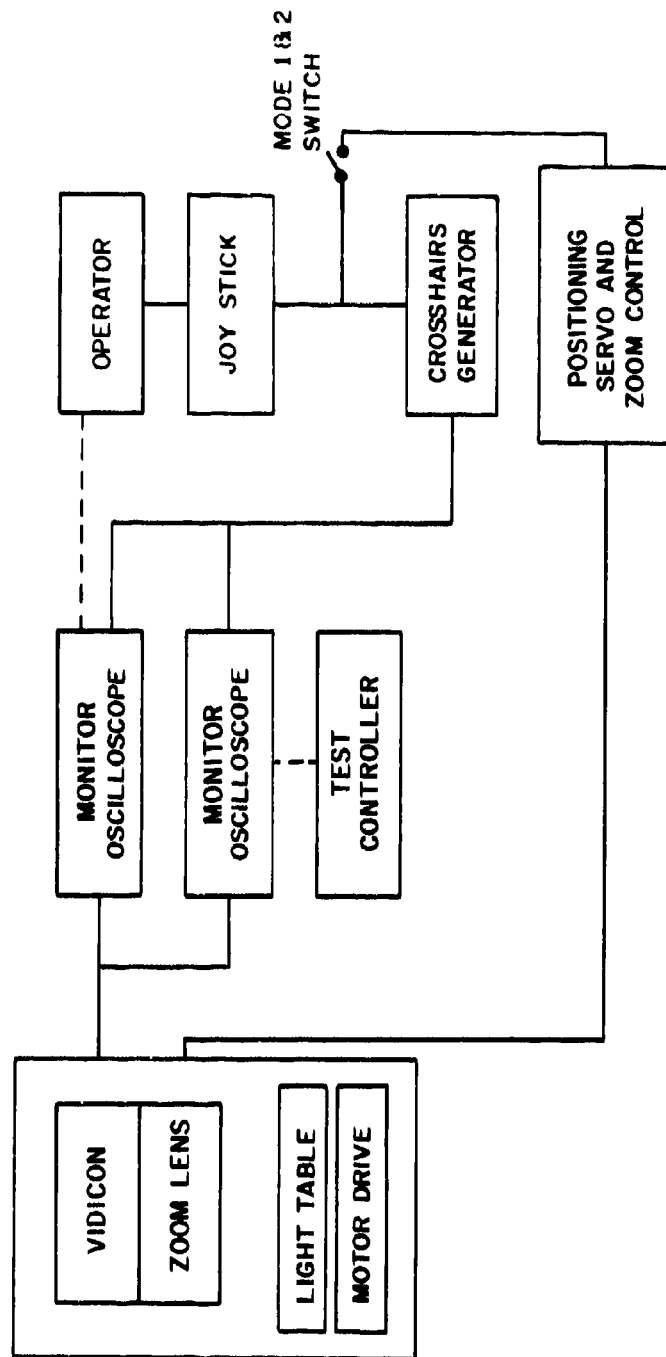 VIDICON
ZOOM LENS
LIGHT TABLE
MOTOR DRIVE
MONITOR
OSCILLOSCOPE
MONITOR
OSCILLOSCOPE
TEST
CONTROLLER
OPERATOR
JOY STICK
CROSSHAIRS
GENERATOR
MODE 1 & 2
SWITCH
POSITIONING
SERVO AND
ZOOM CONTROL